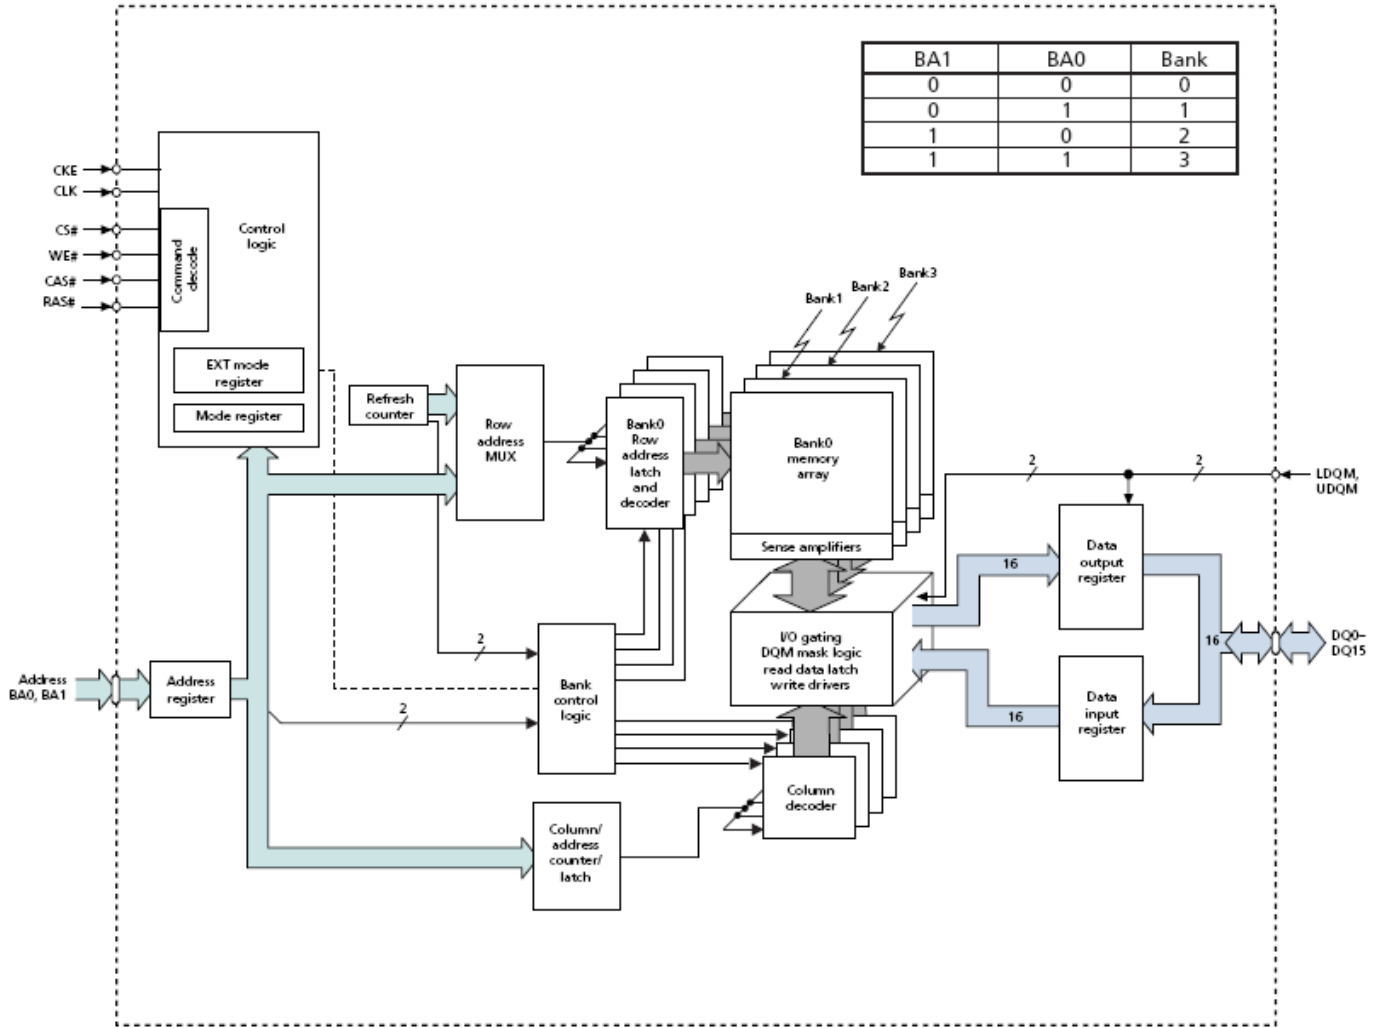 BA1 BA0 Bank
0 0 0
0 1 1
1 0 2
1 1 3
CKE
CLK
CS#
WE#
CAS#
RAS#
Control
logic
Command
decode
EXT mode
register
Mode register
Refresh
counter
Row
address
MUX
Bank0
Row
address
latch
and
decoder
Bank1
Bank2
Bank3
Bank0
memory
array
Sense amplifiers
2
2
LDQM,
UDQM
Data
output
register
16
I/O gating
DQM mask logic
read data latch
write drivers
16
DQ0–
DQ15
Data
input
register
16
Address
BA0, BA1
Address
register
2
2
Bank
control
logic
Column
decoder
Column/
address
counter/
latch